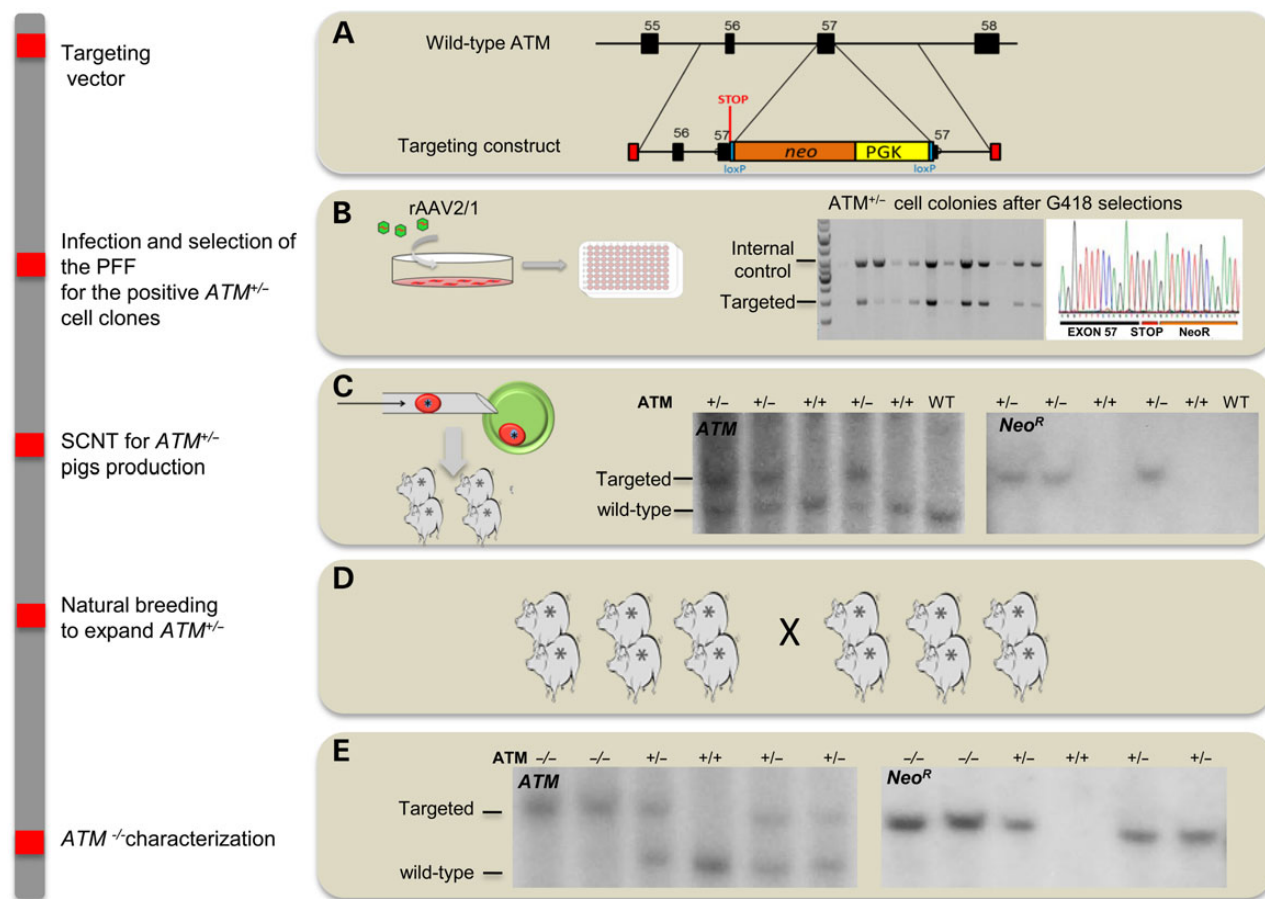 Targeting
vector
Infection and selection of
the PFF
for the positive ATM+/–
cell clones
SCNT for ATM+/–
pigs production
Natural breeding
to expand ATM+/–
ATM -/-characterization
A
Wild-type ATM
55 56 57 58
STOP
Targeting construct
56 57 neo PGK 57
loxP loxP
B
rAAV2/1
ATM+/– cell colonies after G418 selections
Internal
control
Targeted
EXON 57 STOP NeoR
C
ATM +/– +/– +/+ +/– +/+ WT
+/– +/– +/+ +/– +/+ WT
ATM
NeoR
Targeted
wild-type
D
X
E
ATM –/– –/– +/– +/+ +/– +/–
–/– –/– +/– +/+ +/– +/–
ATM
NeoR
Targeted
wild-type